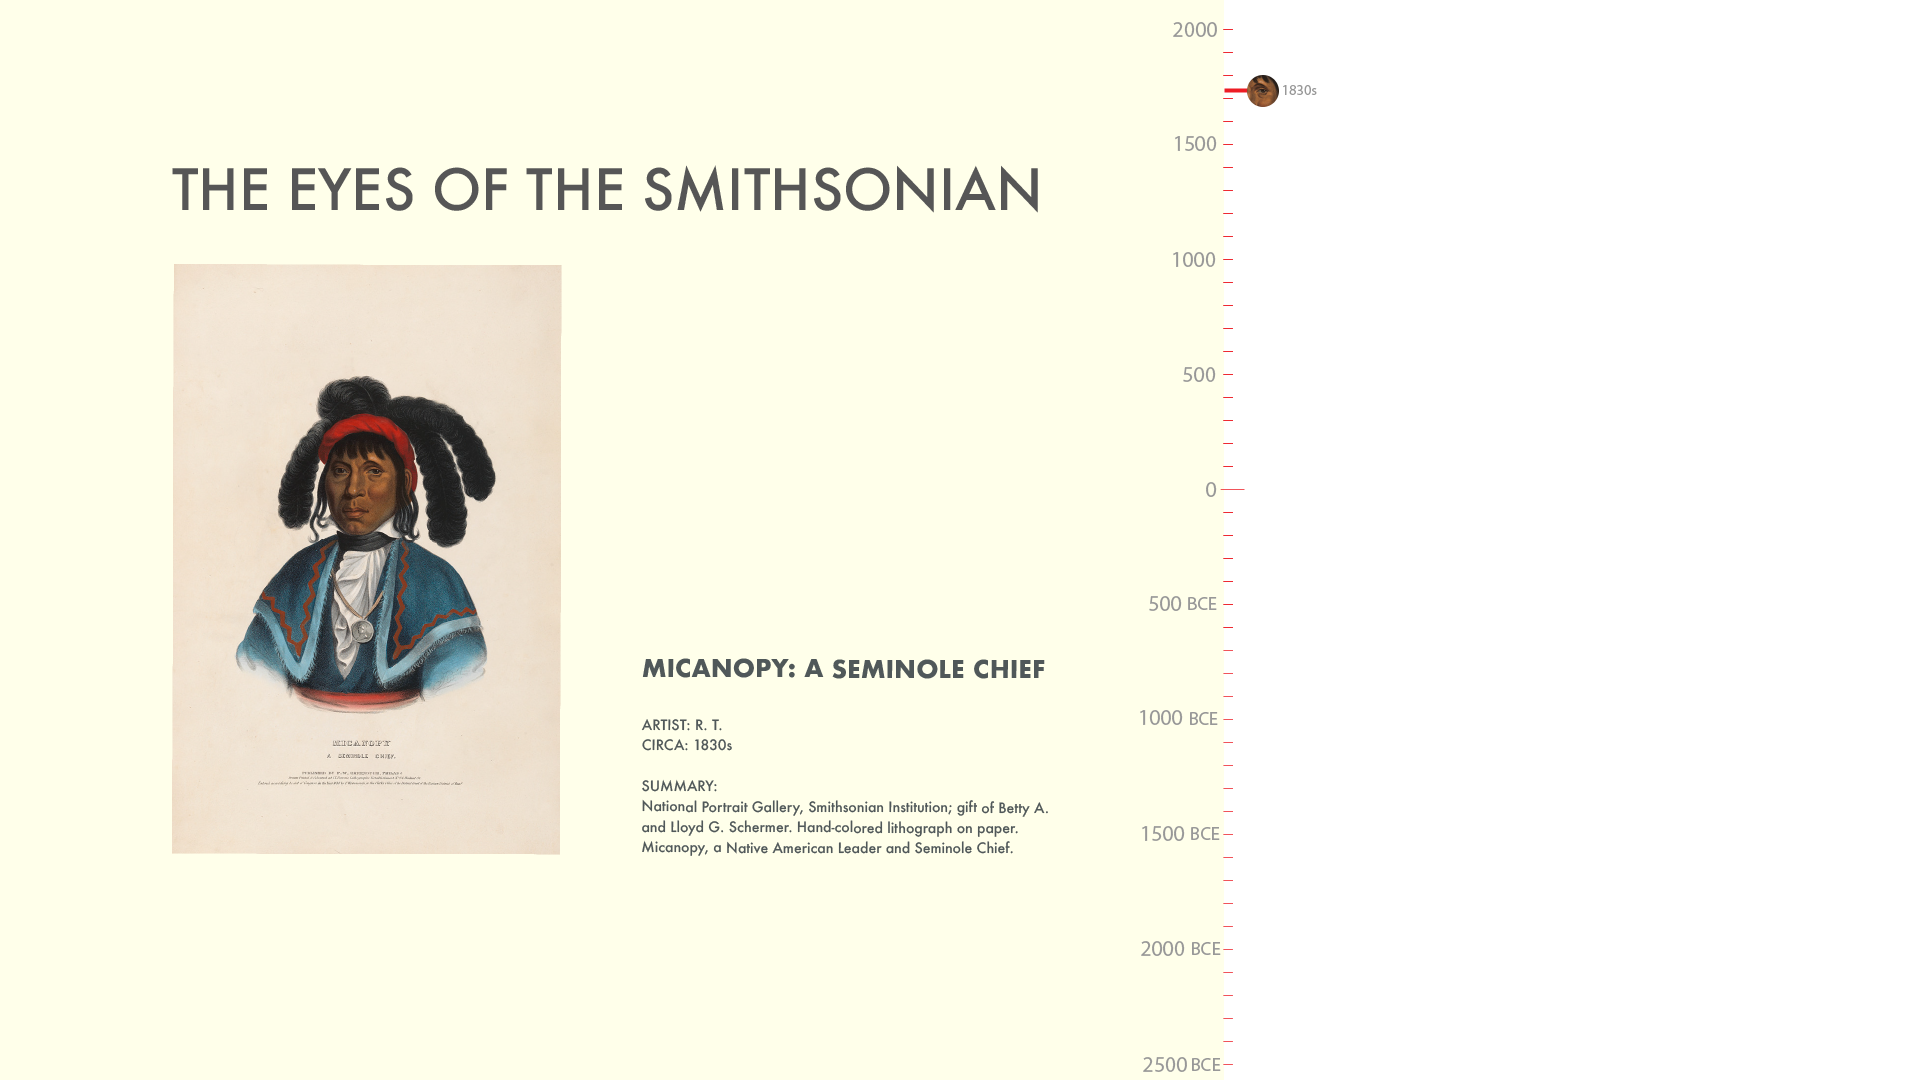 THE EYES OF THE SMITHSONIAN
MICANOPY
A SEMINOLE CHIEF.
MICANOPY: A SEMINOLE CHIEF
ARTIST: R. T.
CIRCA: 1830s
SUMMARY:
National Portrait Gallery, Smithsonian Institution; gift of Betty A.
and Lloyd G. Schermer. Hand-colored lithograph on paper.
Micanopy, a Native American Leader and Seminole Chief.
2000
1830s
1500
1000
500
0
500 BCE
1000 BCE
1500 BCE
2000 BCE
2500 BCE